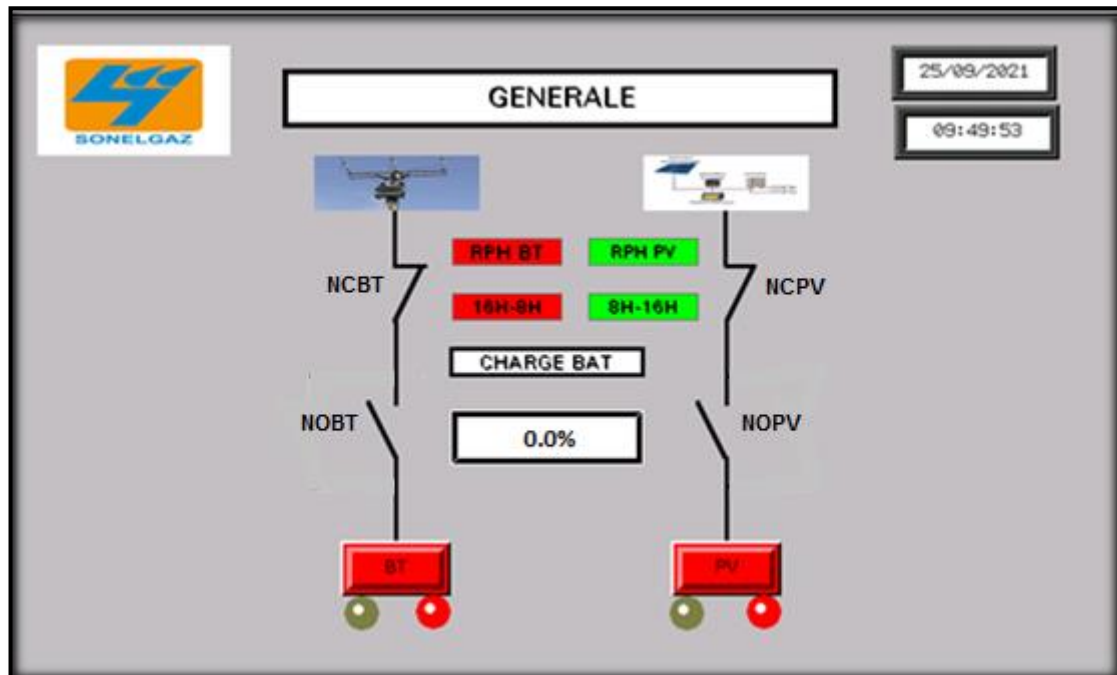 SONELGAZ
GENERALE
25/09/2021
09:49:53
RPH BT
RPH PV
NCBT
NCPV
16H-8H
8H-16H
CHARGE BAT
NOBT
NOPV
0.0%
BT
PV